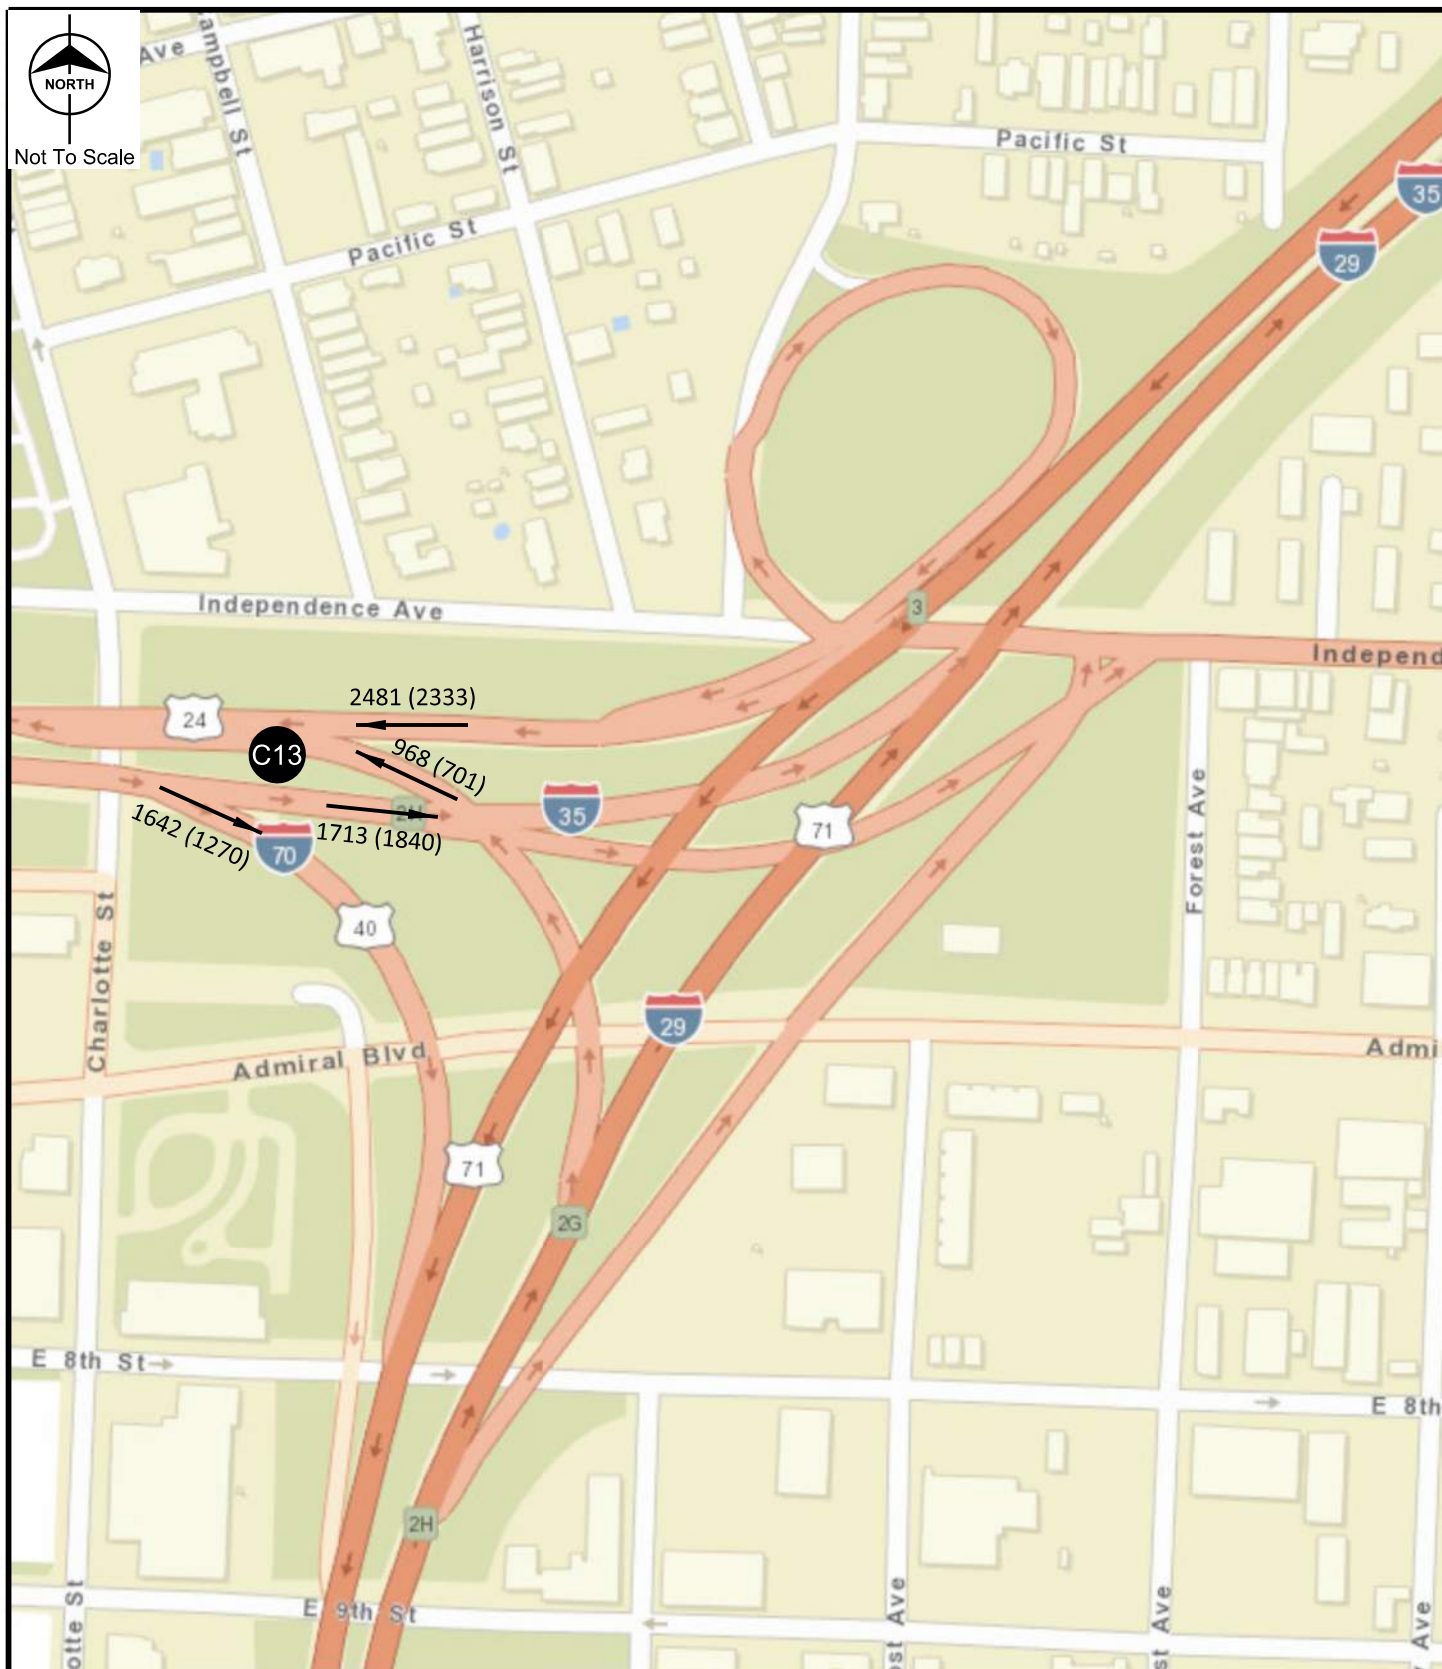 NORTH
Not To Scale
Ave
ampbell St
Harrison St
Pacific St
Pacific St
35
29
Independence Ave
3
Independ
2481 (2333)
24
C13
968 (701)
1642 (1270)
1713 (1840)
35
70
71
40
Forest Ave
Charlotte St
29
Admiral Blvd
Admi
71
2G
E 8th St
E 8th
2H
E 9th St
otte St
ost Ave
st Ave
Ave